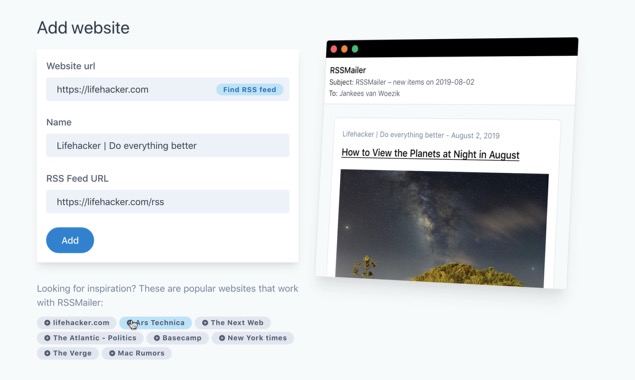 Add website
Website url
https://lifehacker.com
Find RSS feed
Name
Lifehacker | Do everything better
RSS Feed URL
https://lifehacker.com/rss
Add
Looking for inspiration? These are popular websites that work
with RSSMailer:
lifehacker.com
Ars Technica
The Next Web
The Atlantic - Politics
Basecamp
New York times
The Verge
Mac Rumors
RSSMailer
Subject: RSSMailer – new items on 2019-08-02
To: Jankees van Woezik
Lifehacker | Do everything better - August 2, 2019
How to View the Planets at Night in August